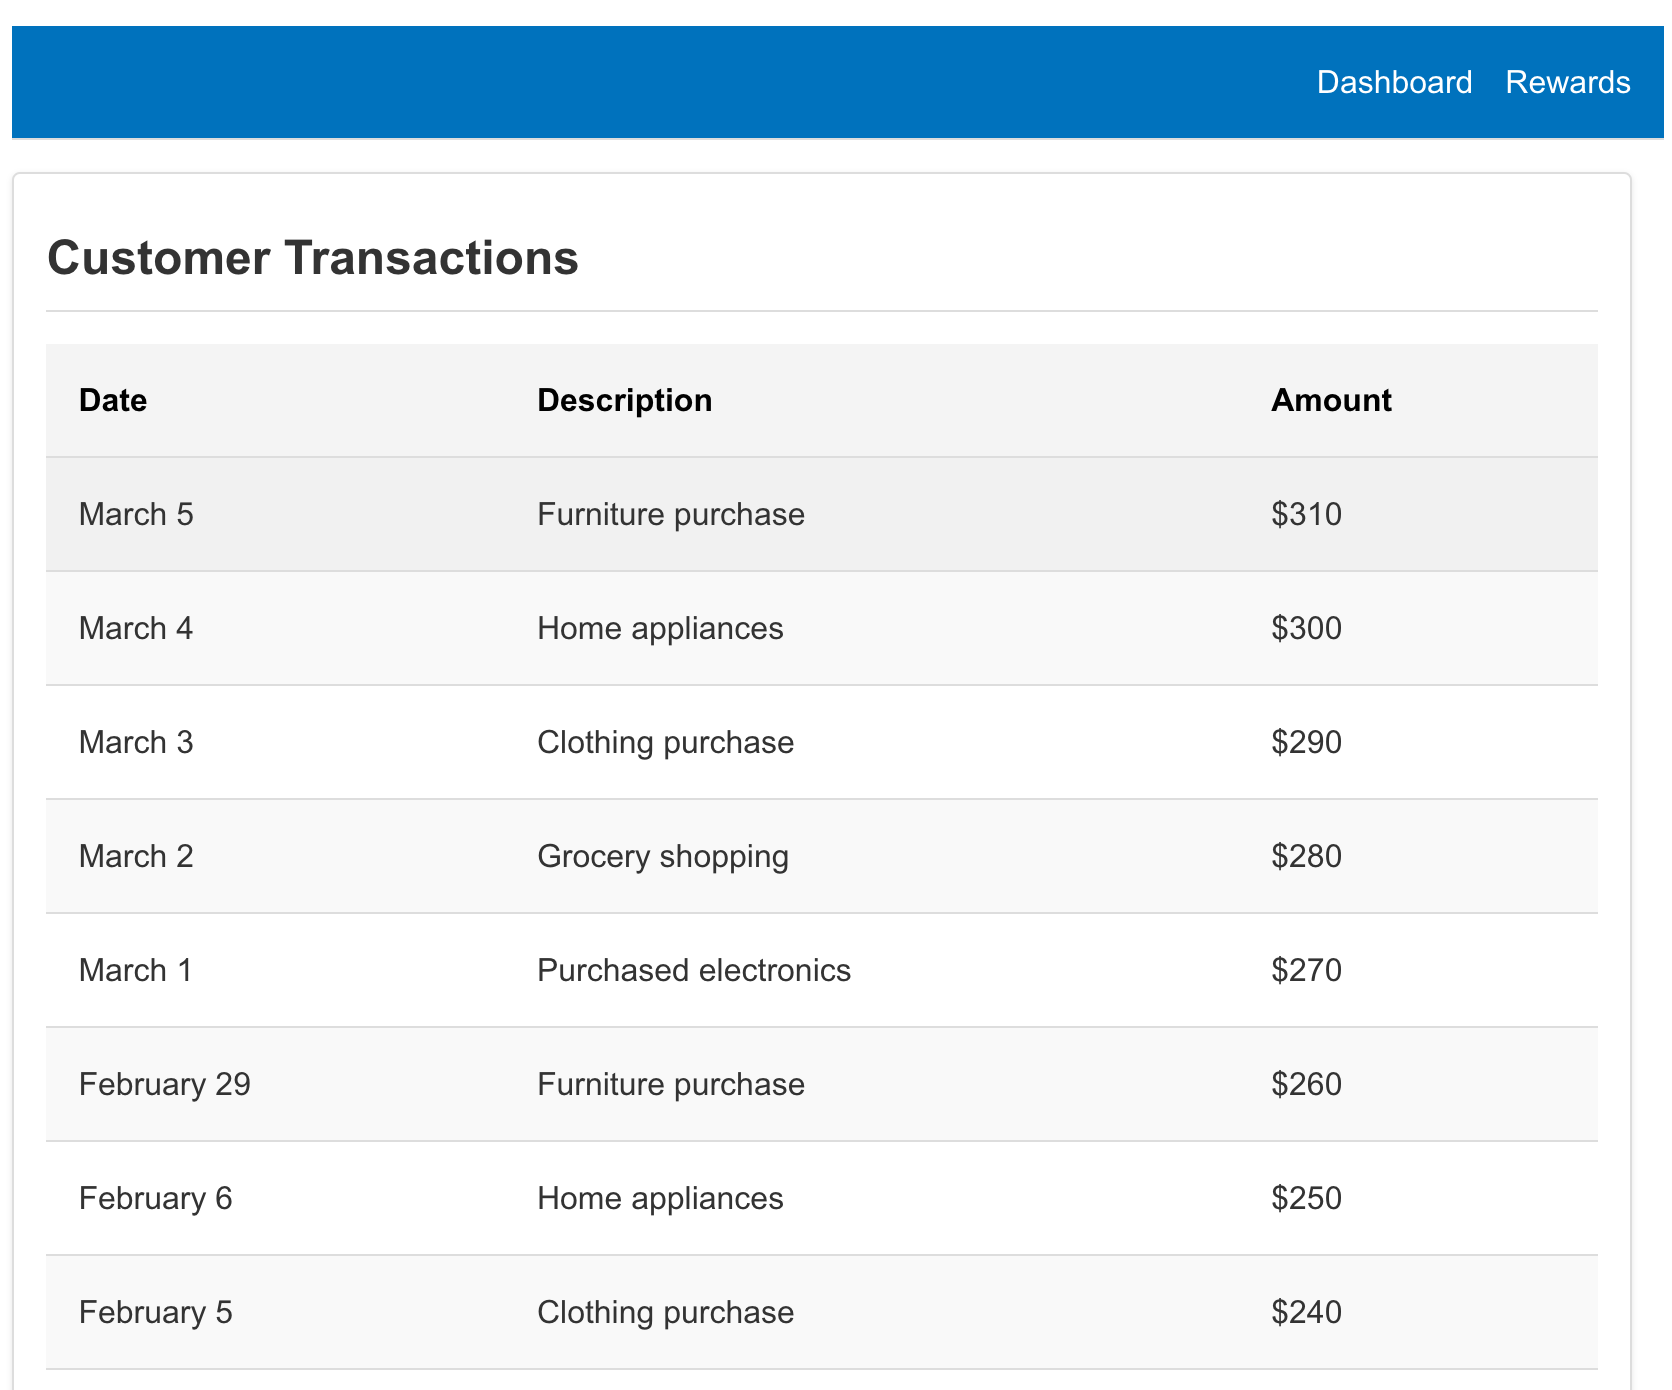 Dashboard Rewards
Customer Transactions
Date Description Amount
March 5 Furniture purchase $310
March 4 Home appliances $300
March 3 Clothing purchase $290
March 2 Grocery shopping $280
March 1 Purchased electronics $270
February 29 Furniture purchase $260
February 6 Home appliances $250
February 5 Clothing purchase $240